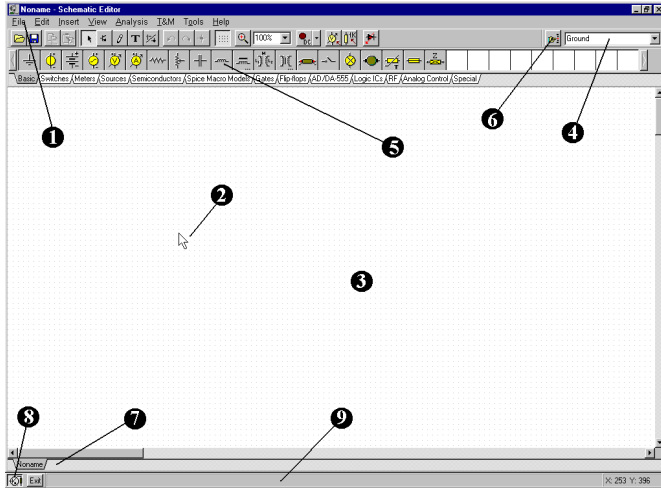 Noname - Schematic Editor
File Edit Insert View Analysis T&M Tools Help
100% DC T Ground
Basic Switches Meters Sources Semiconductors Spice Macro Models Gates Flip-flops AD/DA-555 Logic ICs RF Analog Control Special
1
5
6
4
2
3
8
7
9
Noname
Exit X: 253 Y: 396